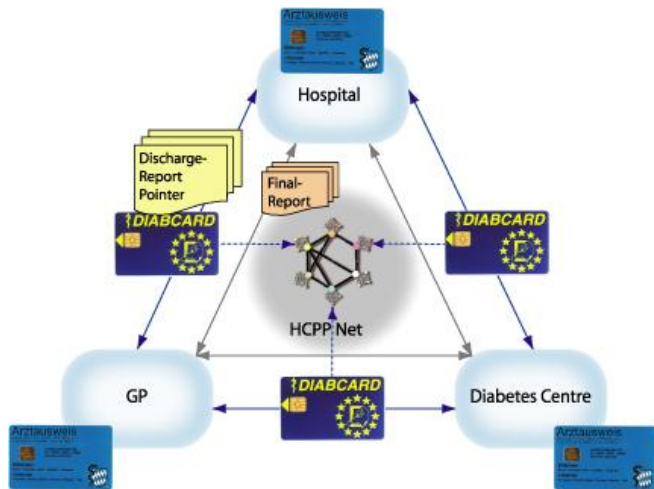 Arztausweis
Hospital
Discharge-
Report
Pointer
Final-
Report
DIABCARD
DIABCARD
HCPP Net
GP
DIABCARD
Diabetes Centre
Arztausweis
Arztausweis